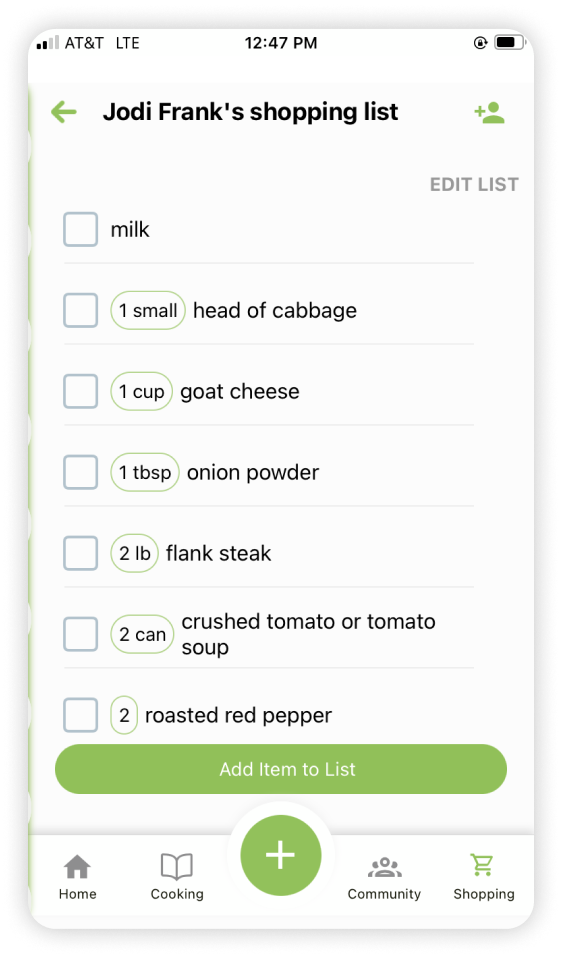 AT&T LTE 12:47 PM
Jodi Frank's shopping list
EDIT LIST
milk
1 small head of cabbage
1 cup goat cheese
1 tbsp onion powder
2 lb flank steak
2 can crushed tomato or tomato
soup
2 roasted red pepper
Add Item to List
+
Home Cooking Community Shopping